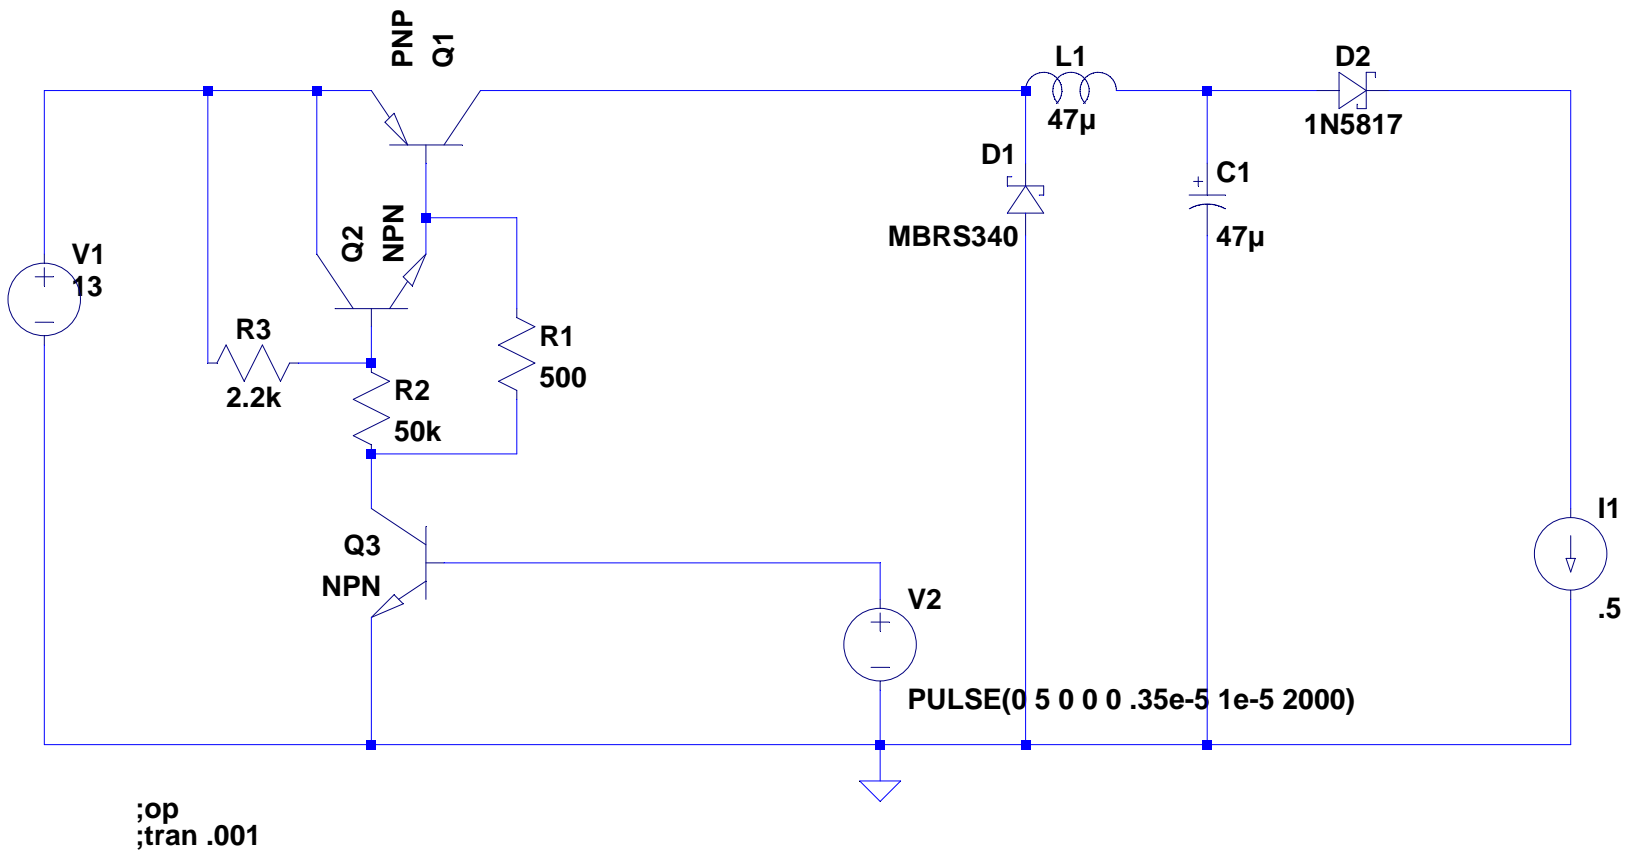 PNP
Q1
L1
47µ
D2
1N5817
D1
MBRS340
C1
47µ
Q2
NPN
V1
13
R3
2.2k
R1
500
R2
50k
Q3
NPN
V2
PULSE(0 5 0 0 0 .35e-5 1e-5 2000)
I1
.5
;op
;tran .001